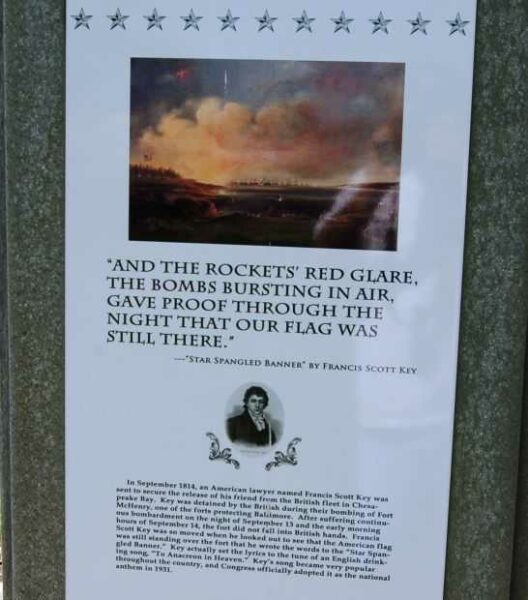 "AND THE ROCKETS' RED GLARE,
THE BOMBS BURSTING IN AIR,
GAVE PROOF THROUGH THE
NIGHT THAT OUR FLAG WAS
STILL THERE."
—"STAR SPANGLED BANNER" BY FRANCIS SCOTT KEY
In September 1814, an American lawyer named Francis Scott Key was
sent to secure the release of his friend from the British fleet in Chesa-
peake Bay. Key was detained by the British during their bombing of Fort
McHenry, one of the forts protecting Baltimore. After suffering continu-
ous bombardment on the night of September 13 and the early morning
hours of September 14, the fort did not fall into British hands. Francis
Scott Key was so moved when he looked out to see that the American flag
was still standing over the fort that he wrote the words to the "Star Span-
gled Banner." Key actually set the lyrics to the tune of an English drink-
ing song, "To Anacreon in Heaven." Key's song became very popular
throughout the country, and Congress officially adopted it as the national
anthem in 1931.